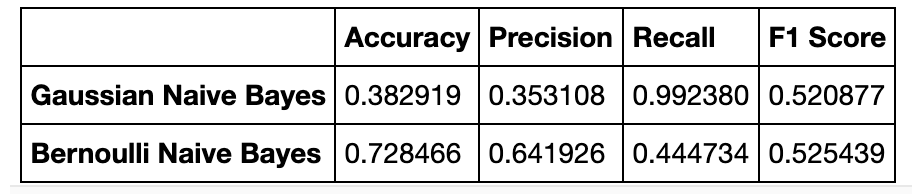 Accuracy Precision Recall F1 Score
Gaussian Naive Bayes 0.382919 0.353108 0.992380 0.520877
Bernoulli Naive Bayes 0.728466 0.641926 0.444734 0.525439